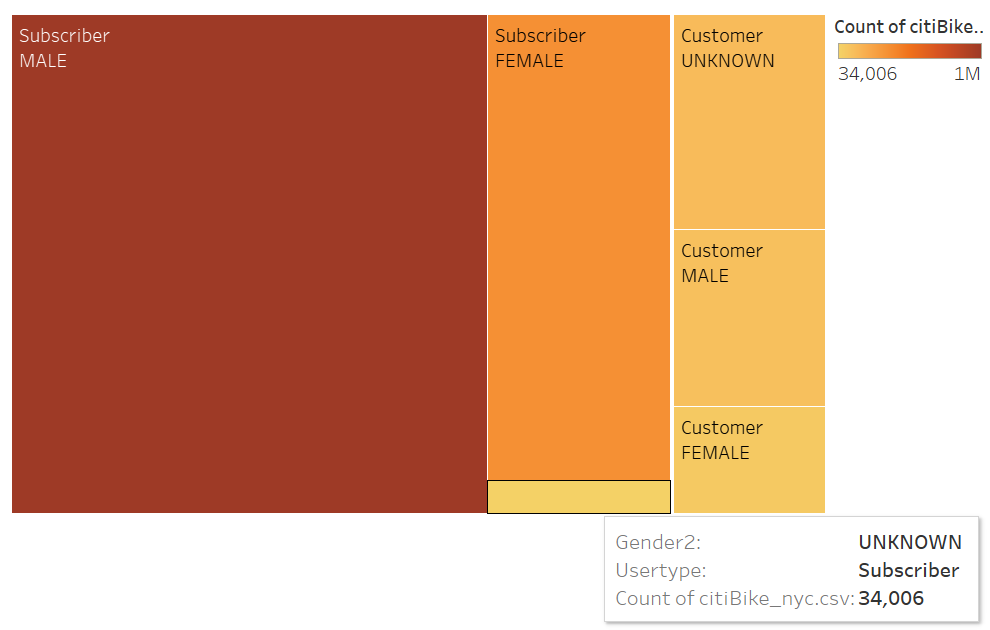 Subscriber
MALE
Subscriber
FEMALE
Customer
UNKNOWN
Customer
MALE
Customer
FEMALE
Count of citiBike..
34,006 1M
Gender2: UNKNOWN
Usertype: Subscriber
Count of citiBike_nyc.csv: 34,006